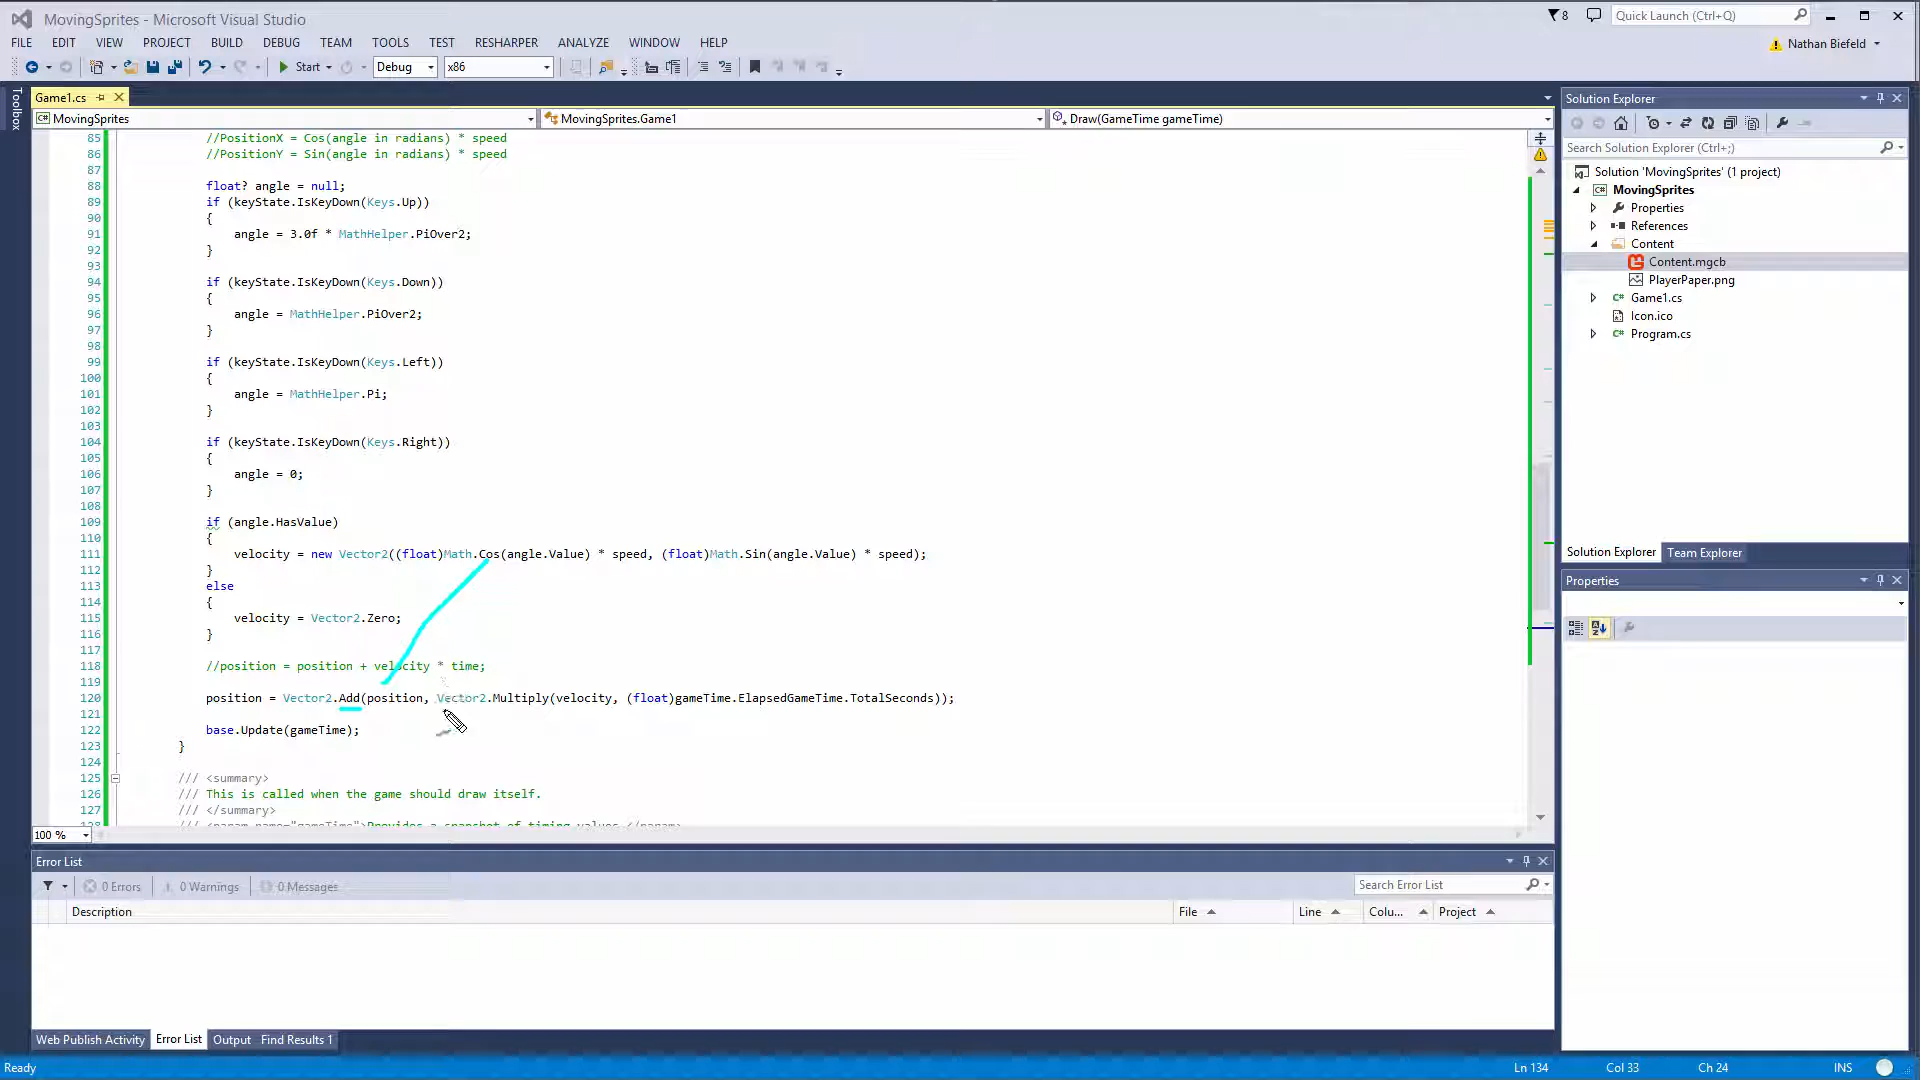 MovingSprites - Microsoft Visual Studio
8
Quick Launch (Ctrl+Q)
FILE EDIT VIEW PROJECT BUILD DEBUG TEAM TOOLS TEST RESHARPER ANALYZE WINDOW HELP
Nathan Biefeld
Start Debug x86
Toolbox
Game1.cs
MovingSprites MovingSprites.Game1 Draw(GameTime gameTime)
85 //PositionX = Cos(angle in radians) * speed
86 //PositionY = Sin(angle in radians) * speed
87
88 float? angle = null;
89 if (keyState.IsKeyDown(Keys.Up))
90 {
91 angle = 3.0f * MathHelper.PiOver2;
92 }
93
94 if (keyState.IsKeyDown(Keys.Down))
95 {
96 angle = MathHelper.PiOver2;
97 }
98
99 if (keyState.IsKeyDown(Keys.Left))
100 {
101 angle = MathHelper.Pi;
102 }
103
104 if (keyState.IsKeyDown(Keys.Right))
105 {
106 angle = 0;
107 }
108
109 if (angle.HasValue)
110 {
111 velocity = new Vector2((float)Math.Cos(angle.Value) * speed, (float)Math.Sin(angle.Value) * speed);
112 }
113 else
114 {
115 velocity = Vector2.Zero;
116 }
117
118 //position = position + velocity * time;
119
120 position = Vector2.Add(position, Vector2.Multiply(velocity, (float)gameTime.ElapsedGameTime.TotalSeconds));
121
122 base.Update(gameTime);
123 }
124
125 /// <summary>
126 /// This is called when the game should draw itself.
127 /// </summary>
128 /// <param name="gameTime">Provides a snapshot of timing values.</param>
100 %
Solution Explorer
Search Solution Explorer (Ctrl+;)
Solution 'MovingSprites' (1 project)
MovingSprites
Properties
References
Content
Content.mgcb
PlayerPaper.png
Game1.cs
Icon.ico
Program.cs
Solution Explorer Team Explorer
Properties
Error List
0 Errors 0 Warnings 0 Messages
Search Error List
Description File Line Colu... Project
Web Publish Activity Error List Output Find Results 1
Ready Ln 134 Col 33 Ch 24 INS